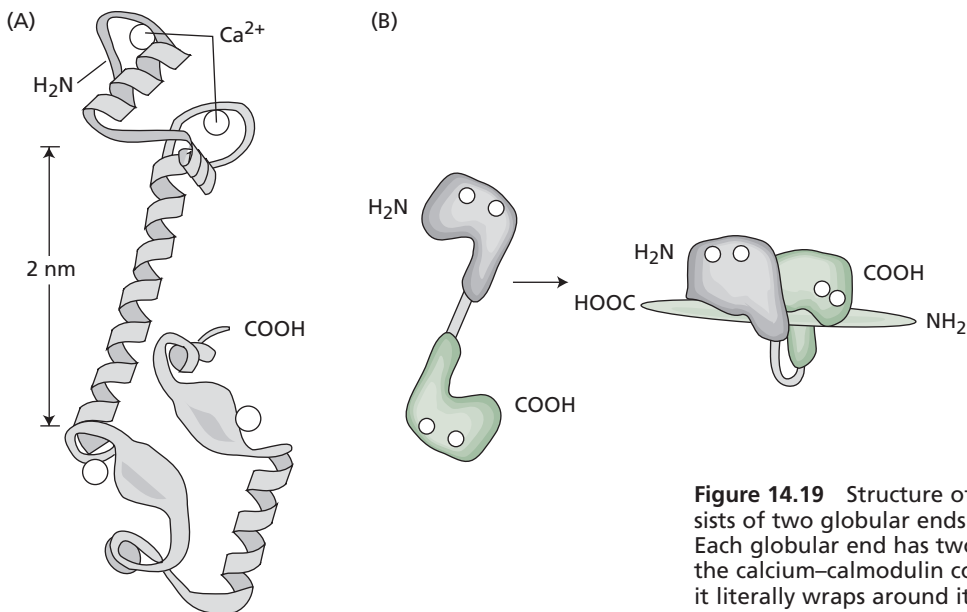 (A)
Ca²⁺
H₂N
2 nm
COOH
(B)
H₂N
COOH
H₂N
COOH
HOOC
NH₂
Figure 14.19 Structure of
sists of two globular ends
Each globular end has two
the calcium–calmodulin co
it literally wraps around it